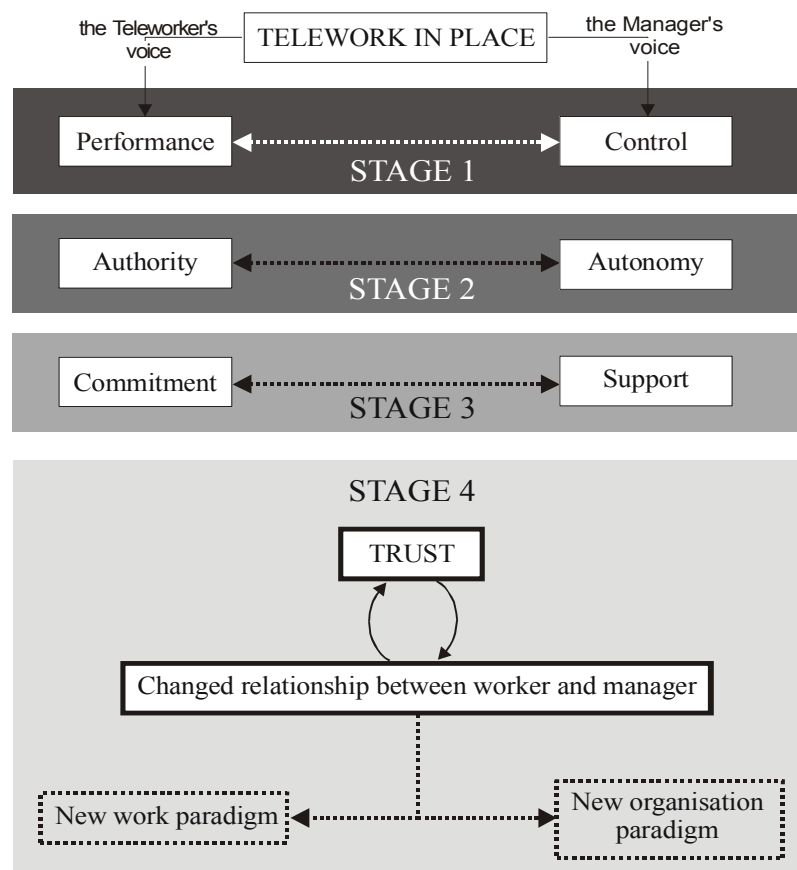 the Teleworker's
voice
TELEWORK IN PLACE
the Manager's
voice
Performance
Control
STAGE 1
Authority
Autonomy
STAGE 2
Commitment
Support
STAGE 3
STAGE 4
TRUST
Changed relationship between worker and manager
New work paradigm
New organisation
paradigm